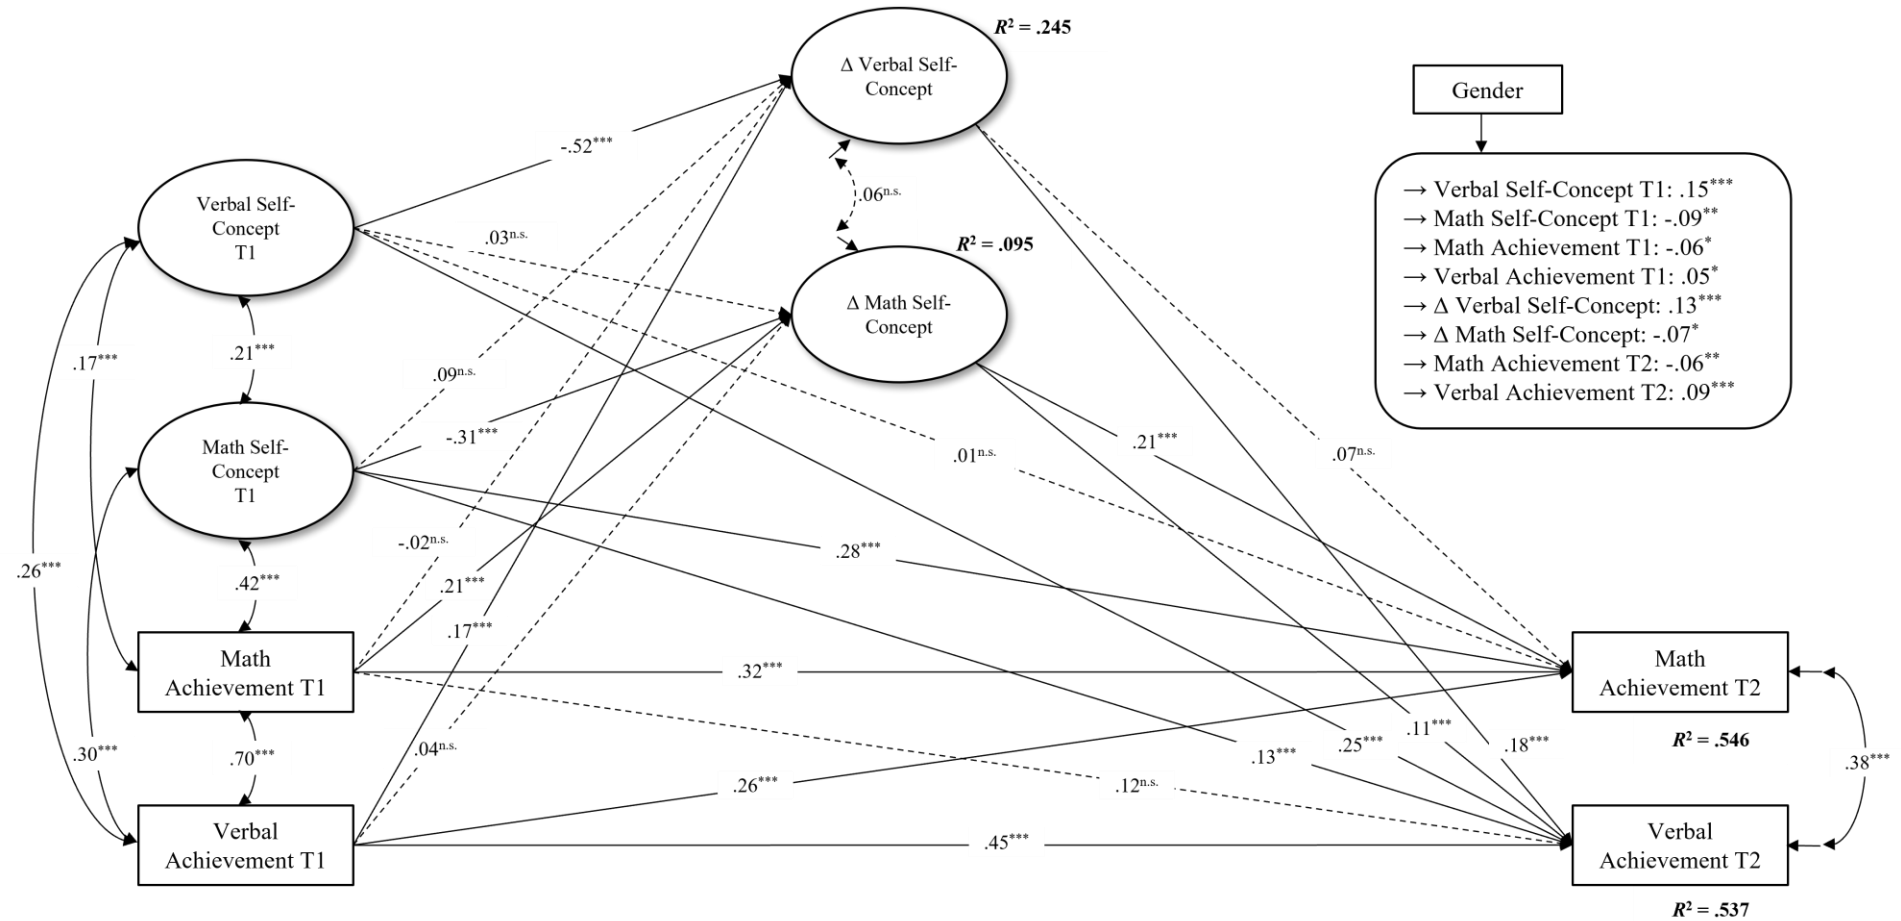 R² = .245
Δ Verbal Self-
Concept
Gender
-.52***
→ Verbal Self-Concept T1: .15***
→ Math Self-Concept T1: -.09**
→ Math Achievement T1: -.06*
→ Verbal Achievement T1: .05*
→ Δ Verbal Self-Concept: .13***
→ Δ Math Self-Concept: -.07*
→ Math Achievement T2: -.06**
→ Verbal Achievement T2: .09***
Verbal Self-
Concept
T1
.06n.s.
.03n.s.
R² = .095
Δ Math Self-
Concept
.17***
.21***
.09n.s.
-.31***
.21***
.01n.s.
.07n.s.
Math Self-
Concept
T1
-.02n.s.
.28***
.26***
.42***
.21***
.17***
Math
Achievement T1
.32***
Math
Achievement T2
R² = .546
.30***
.70***
.04n.s.
.11***
.25***
.18***
.13***
.38***
.26***
.12n.s.
Verbal
Achievement T1
.45***
Verbal
Achievement T2
R² = .537